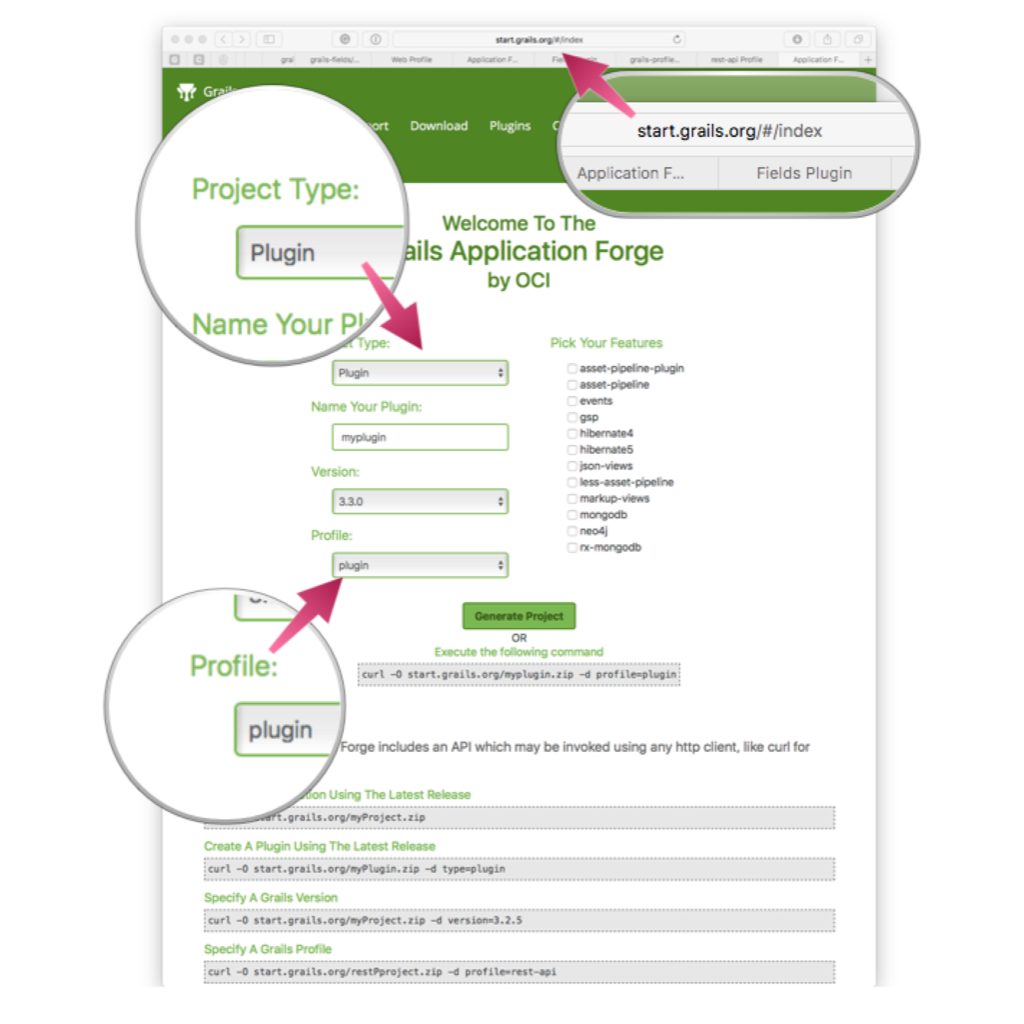 start.grails.org/#/index
grai
grails-fields/...
Web Profile
Application F...
grails-profile...
rest-api Profile
Application F...
Download
Plugins
start.grails.org/#/index
Application F...
Fields Plugin
Project Type:
Plugin
Name Your Pl
Welcome To The
ails Application Forge
by OCI
Type:
Plugin
Name Your Plugin:
myplugin
Version:
3.3.0
Profile:
plugin
Pick Your Features
asset-pipeline-plugin
asset-pipeline
events
gsp
hibernate4
hibernate5
json-views
less-asset-pipeline
markup-views
mongodb
neo4j
rx-mongodb
Profile:
plugin
Generate Project
OR
Execute the following command
curl -O start.grails.org/myplugin.zip -d profile=plugin
Forge includes an API which may be invoked using any http client, like curl for
tion Using The Latest Release
art.grails.org/myProject.zip
Create A Plugin Using The Latest Release
curl -O start.grails.org/myPlugin.zip -d type=plugin
Specify A Grails Version
curl -O start.grails.org/myProject.zip -d version=3.2.5
Specify A Grails Profile
curl -O start.grails.org/restPproject.zip -d profile=rest-api